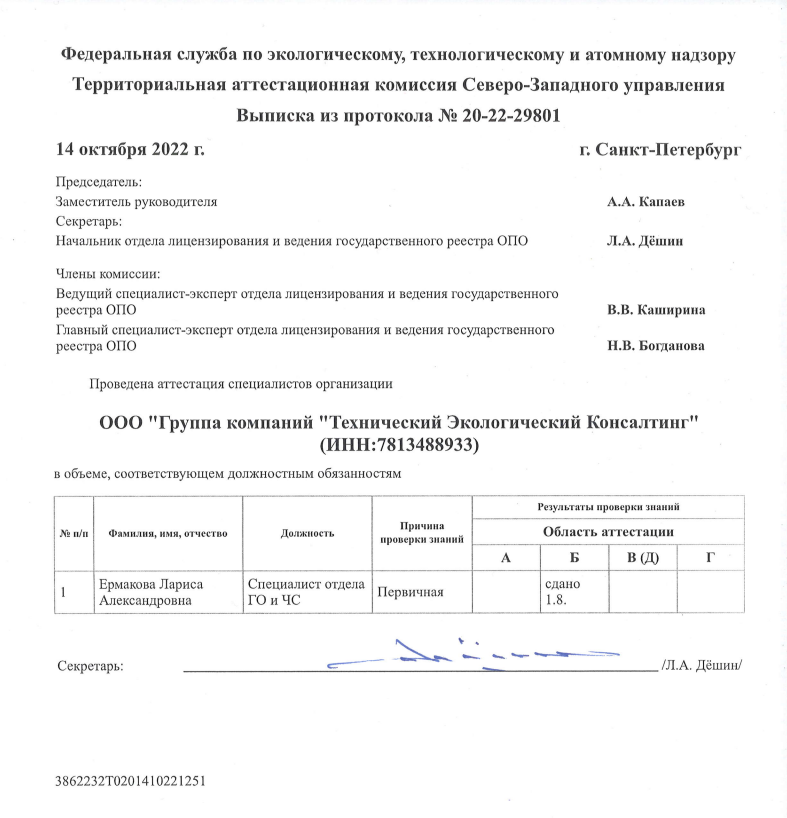 Федеральная служба по экологическому, технологическому и атомному надзору
Территориальная аттестационная комиссия Северо-Западного управления
Выписка из протокола № 20-22-29801
14 октября 2022 г. г. Санкт-Петербург
Председатель:
Заместитель руководителя А.А. Капаев
Секретарь:
Начальник отдела лицензирования и ведения государственного реестра ОПО Л.А. Дёшин
Члены комиссии:
Ведущий специалист-эксперт отдела лицензирования и ведения государственного
реестра ОПО В.В. Каширина
Главный специалист-эксперт отдела лицензирования и ведения государственного
реестра ОПО Н.В. Богданова
Проведена аттестация специалистов организации
ООО "Группа компаний "Технический Экологический Консалтинг"
(ИНН:7813488933)
в объеме, соответствующем должностным обязанностям
№ п/п
Фамилия, имя, отчество
Должность
Причина
проверки знаний
Результаты проверки знаний
Область аттестации
А Б В (Д) Г
1
Ермакова Лариса
Александровна
Специалист отдела
ГО и ЧС
Первичная
сдано
1.8.
Секретарь: /Л.А. Дёшин/
3862232Т0201410221251